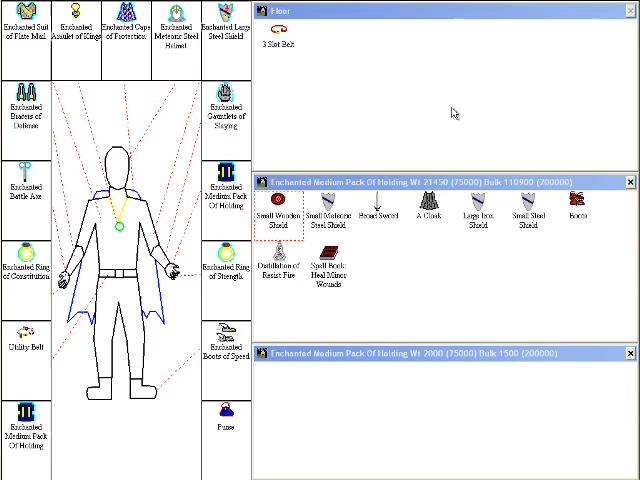 Enchanted Suit
of Plate Mail
Enchanted
Amulet of Kings
Enchanted Cape
of Protection
Enchanted
Meteoric Steel
Helmet
Enchanted Large
Steel Shield
Enchanted
Bracers of
Defense
Enchanted
Gauntlets of
Slaying
Enchanted
Battle Axe
Enchanted
Medium Pack
Of Holding
Enchanted Ring
of Constitution
Enchanted Ring
of Strength
Utility Belt
Enchanted
Boots of Speed
Enchanted
Medium Pack
Of Holding
Purse
Floor
3 Slot Belt
Enchanted Medium Pack Of Holding Wt 21450 (75000) Bulk 110900 (200000)
Small Wooden
Shield
Small Meteoric
Steel Shield
Broad Sword
A Cloak
Large Iron
Shield
Small Steel
Shield
Boots
Distillation of
Resist Fire
Spell Book:
Heal Minor
Wounds
Enchanted Medium Pack Of Holding Wt 2000 (75000) Bulk 1500 (200000)